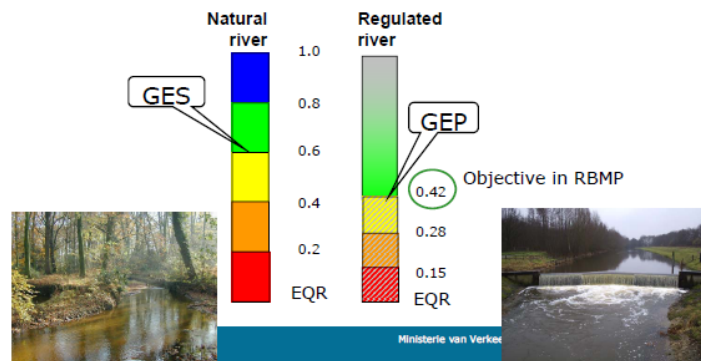 Natural
river
Regulated
river
1.0
GES
0.8
GEP
0.6
0.42 Objective in RBMP
0.4
0.28
0.2
0.15
EQR
EQR
Ministerie van